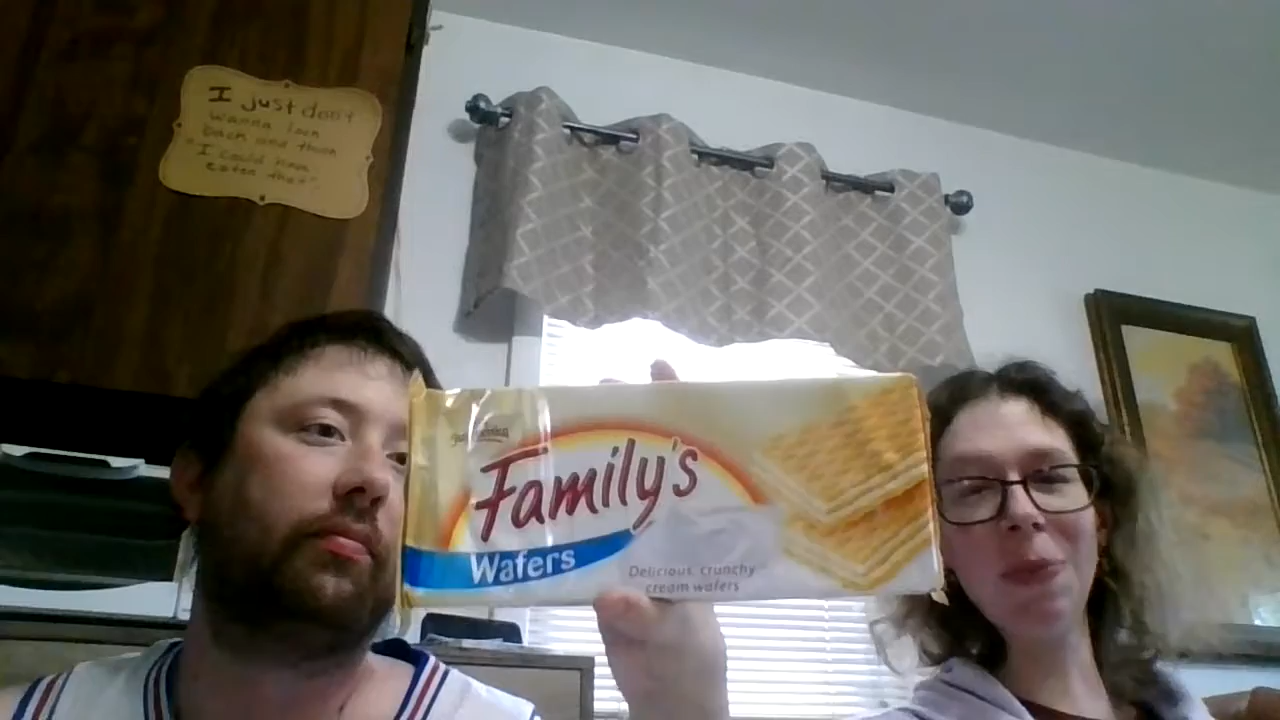 I just don't
wanna look
back and think
"I could have
eaten that".
Family's
Wafers
Delicious, crunchy
cream wafers